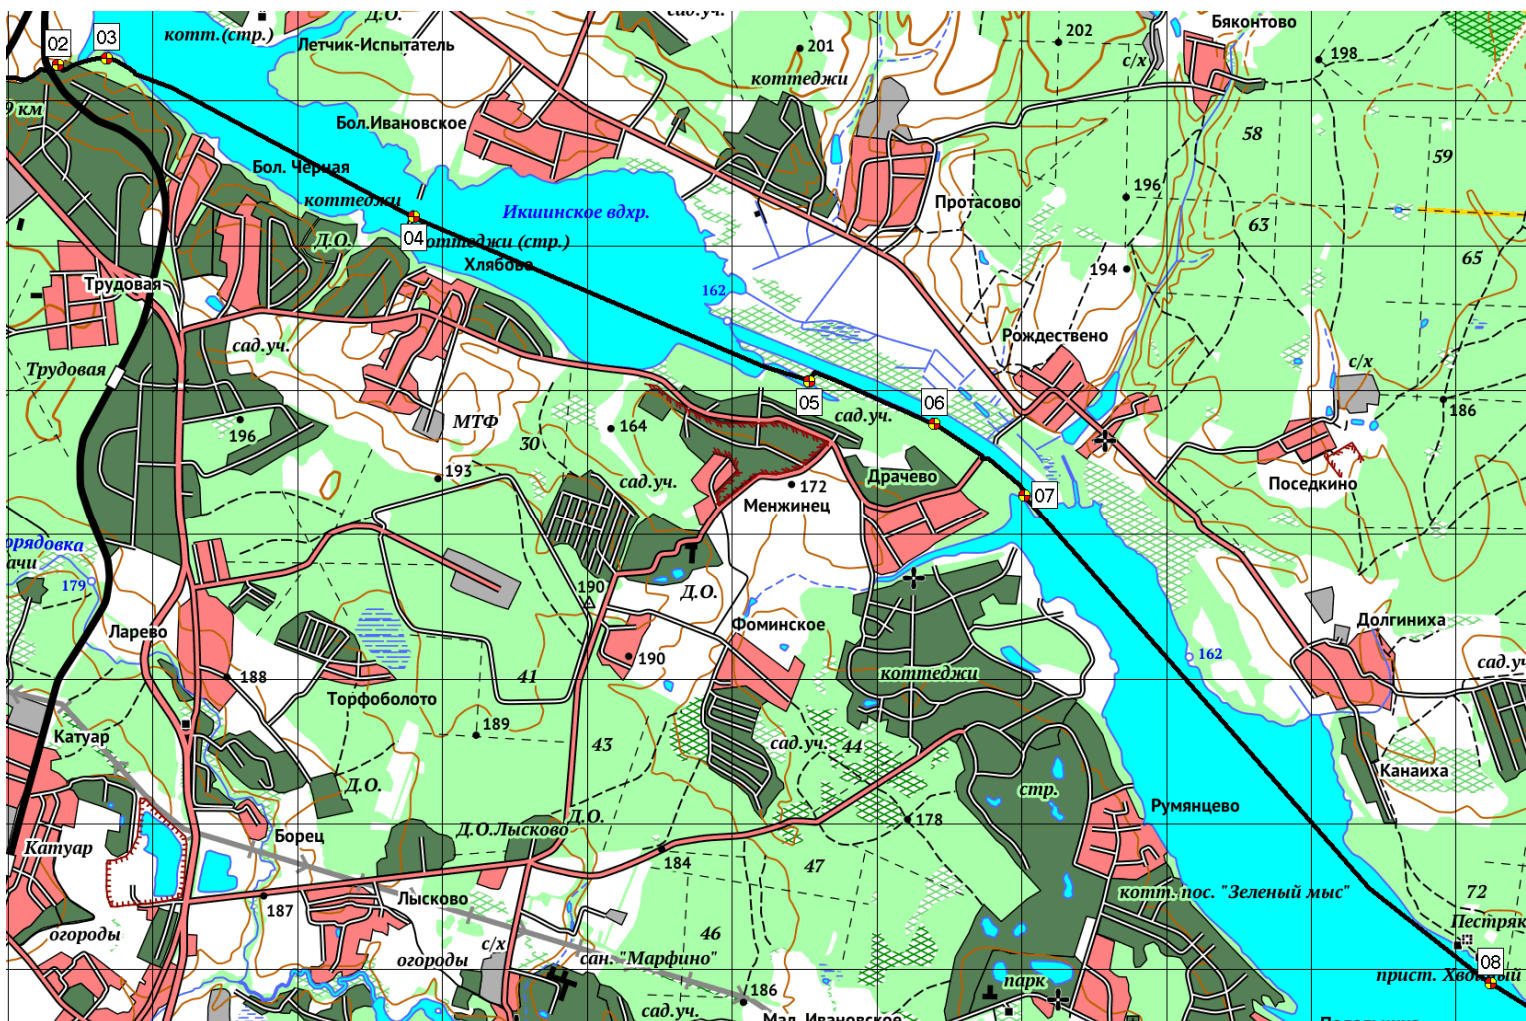 Д.О.
сад.уч.
Бяконтово
коттеджи
02
03
04
05
06
07
08
комм.(стр.)
Летчик-Испытатель
201
202
с/х
198
9 км
Бол.Ивановское
58
59
Бол. Черная
коттеджи
196
Протасово
Икшинское вдхр.
63
Д.О.
Хлябово
65
194
Трудовая
162
Рождествено
сад.уч.
с/х
Трудовая
196
МТФ
30
164
сад.уч.
186
193
сад.уч.
172
Драчево
Менжинец
Поседкино
179
190
Д.О.
Ларево
Фоминское
Долгиниха
190
162
188
41
коттеджи
Торфоболото
189
43
сад.уч.
44
Катуар
Канаиха
Д.О.
стр.
Румянцево
Борец
Д.О.Лысково
Д.О.
178
Катуар
184
47
Лысково
котт. пос. "Зеленый мыс"
72
187
огороды
46
с/х
огороды
сан. "Марфино"
парк
186
сад.уч.